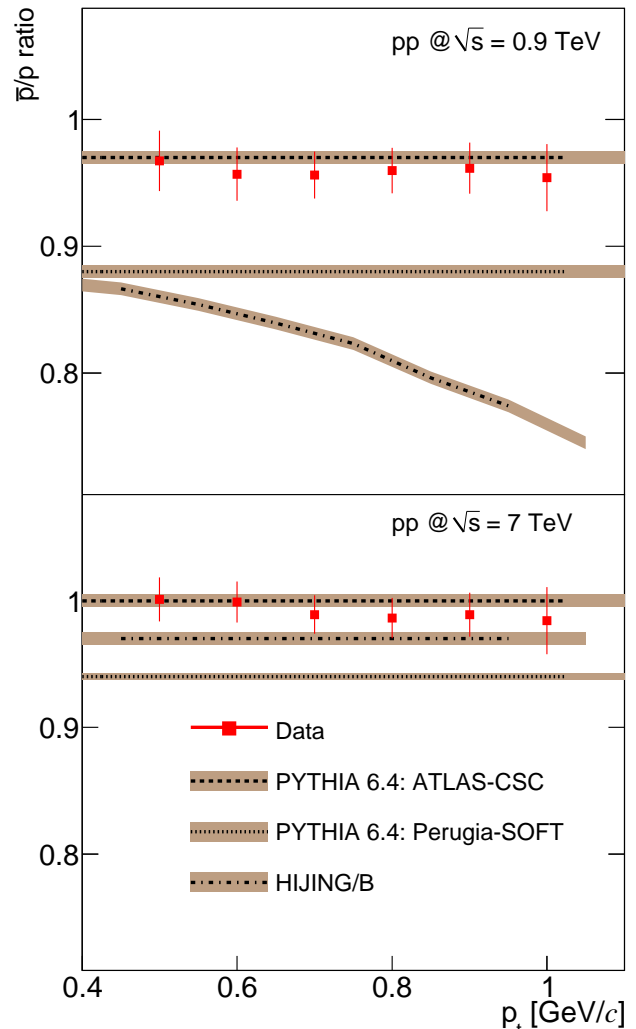 p̅/p ratio
pp @√s = 0.9 TeV
1
0.9
0.8
pp @√s = 7 TeV
1
0.9
0.8
Data
PYTHIA 6.4: ATLAS-CSC
PYTHIA 6.4: Perugia-SOFT
HIJING/B
0.4 0.6 0.8 1
p_t [GeV/c]